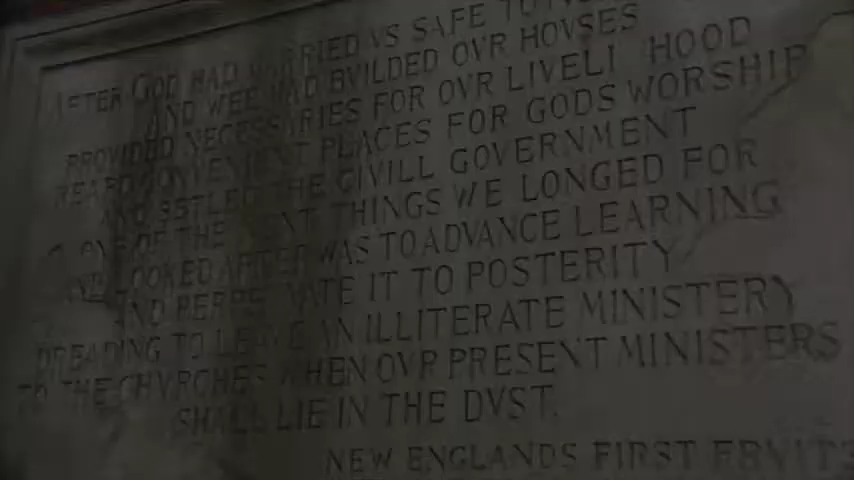 AFTER GOD HAD CARRIED VS SAFE TO
AND WEE HAD BVILDED OVR HOVSES
PROVIDED NECESSARIES FOR OVR LIVELI HOOD
REARD CONVENIENT PLACES FOR GODS WORSHIP
AND SETLED THE CIVILL GOVERNMENT
ONE OF THE NEXT THINGS WE LONGED FOR
AND LOOKED AFTER WAS TO ADVANCE LEARNING
AND PERPETVATE IT TO POSTERITY
DREADING TO LEAVE AN ILLITERATE MINISTERY
TO THE CHVRCHES WHEN OVR PRESENT MINISTERS
SHALL LIE IN THE DVST.
NEW ENGLANDS FIRST FRVITS